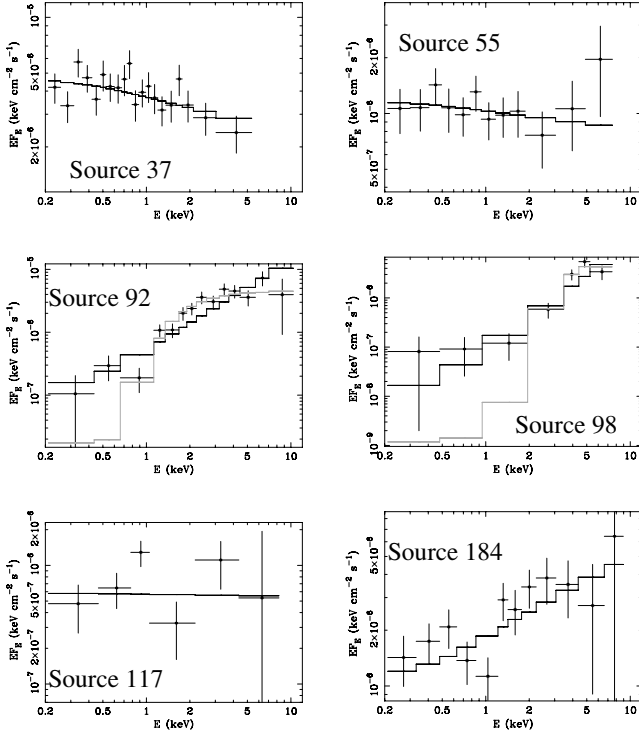 10⁻⁵
5×10⁻⁶
2×10⁻⁶
EF_E (keV cm⁻² s⁻¹)
Source 37
0.2 0.5 1 2 5 10
E (keV)
2×10⁻⁶
10⁻⁶
5×10⁻⁷
EF_E (keV cm⁻² s⁻¹)
Source 55
0.2 0.5 1 2 5 10
E (keV)
10⁻⁵
10⁻⁶
10⁻⁷
EF_E (keV cm⁻² s⁻¹)
Source 92
0.2 0.5 1 2 5 10
E (keV)
10⁻⁶
10⁻⁷
10⁻⁸
10⁻⁹
EF_E (keV cm⁻² s⁻¹)
Source 98
0.2 0.5 1 2 5 10
E (keV)
2×10⁻⁶
10⁻⁶
5×10⁻⁷
2×10⁻⁷
10⁻⁷
EF_E (keV cm⁻² s⁻¹)
Source 117
0.2 0.5 1 2 5 10
E (keV)
5×10⁻⁶
2×10⁻⁶
10⁻⁶
EF_E (keV cm⁻² s⁻¹)
Source 184
0.2 0.5 1 2 5 10
E (keV)